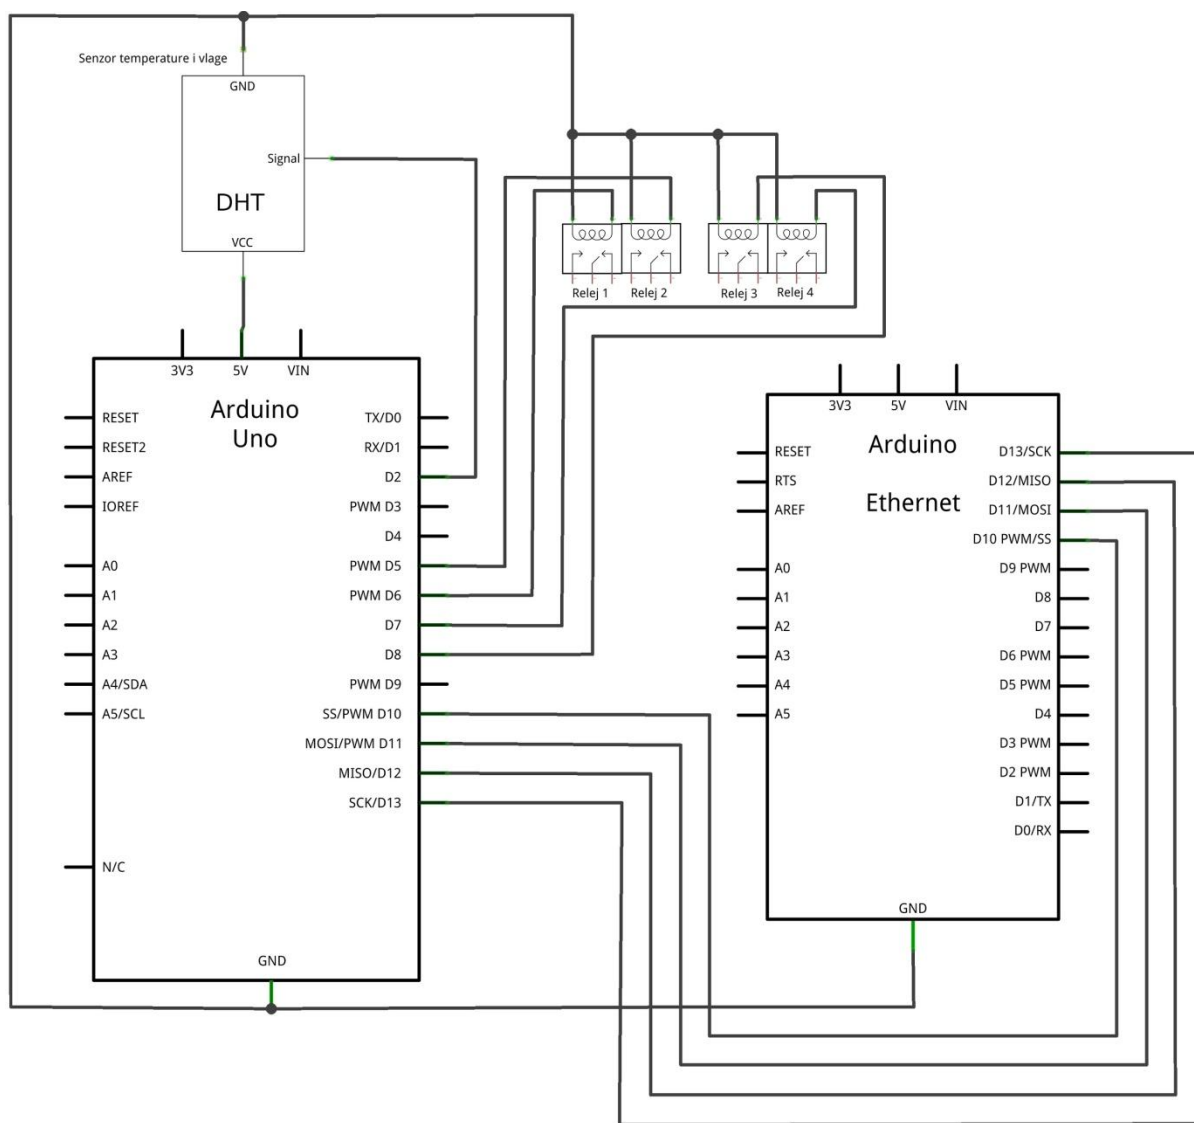 Senzor temperature i vlage
GND
Signal
DHT
VCC
Relej 1
Relej 2
Relej 3
Relej 4
3V3
5V
VIN
Arduino
Uno
RESET
RESET2
AREF
IOREF
A0
A1
A2
A3
A4/SDA
A5/SCL
N/C
TX/D0
RX/D1
D2
PWM D3
D4
PWM D5
PWM D6
D7
D8
PWM D9
SS/PWM D10
MOSI/PWM D11
MISO/D12
SCK/D13
GND
3V3
5V
VIN
Arduino
Ethernet
RESET
RTS
AREF
A0
A1
A2
A3
A4
A5
D13/SCK
D12/MISO
D11/MOSI
D10 PWM/SS
D9 PWM
D8
D7
D6 PWM
D5 PWM
D4
D3 PWM
D2 PWM
D1/TX
D0/RX
GND